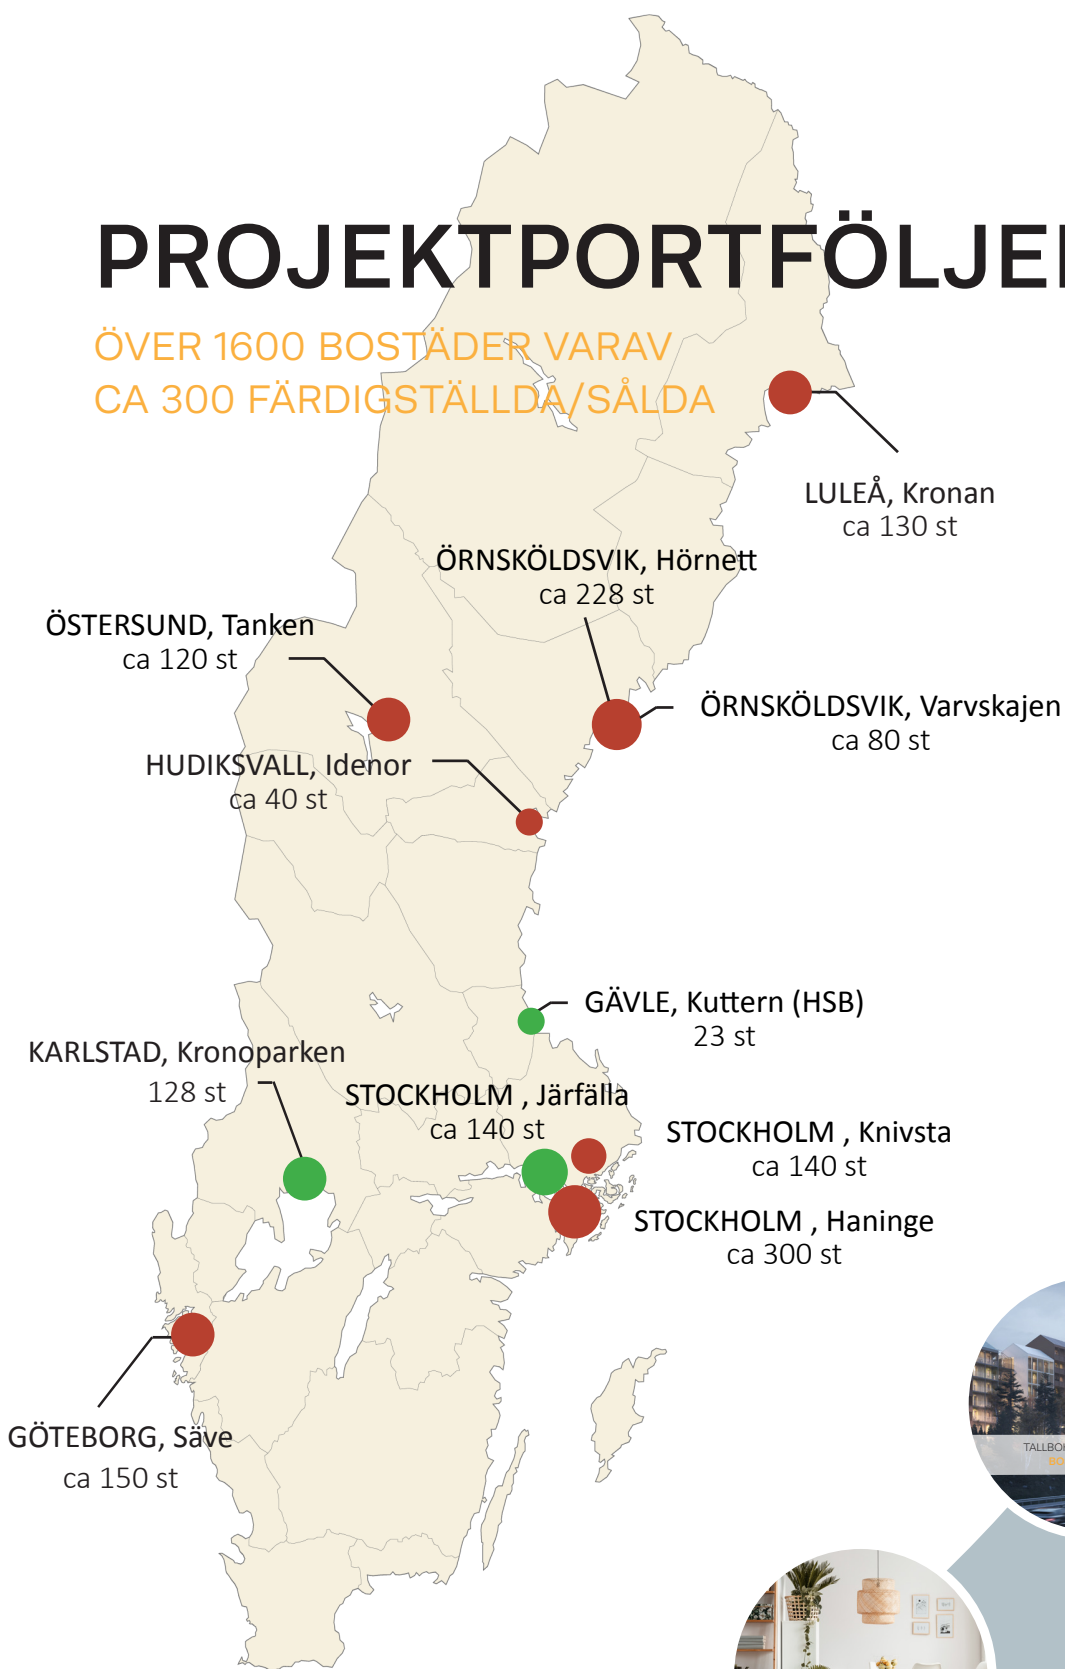 PROJEKTPORTFÖLJE
ÖVER 1600 BOSTÄDER VARAV
CA 300 FÄRDIGSTÄLLDA/SÅLDA
LULEÅ, Kronan
ca 130 st
ÖRNSKÖLDSVIK, Hörnett
ca 228 st
ÖSTERSUND, Tanken
ca 120 st
ÖRNSKÖLDSVIK, Varvskajen
ca 80 st
HUDIKSVALL, Idenor
ca 40 st
GÄVLE, Kuttern (HSB)
23 st
KARLSTAD, Kronoparken
128 st
STOCKHOLM , Järfälla
ca 140 st
STOCKHOLM , Knivsta
ca 140 st
STOCKHOLM , Haninge
ca 300 st
GÖTEBORG, Säve
ca 150 st